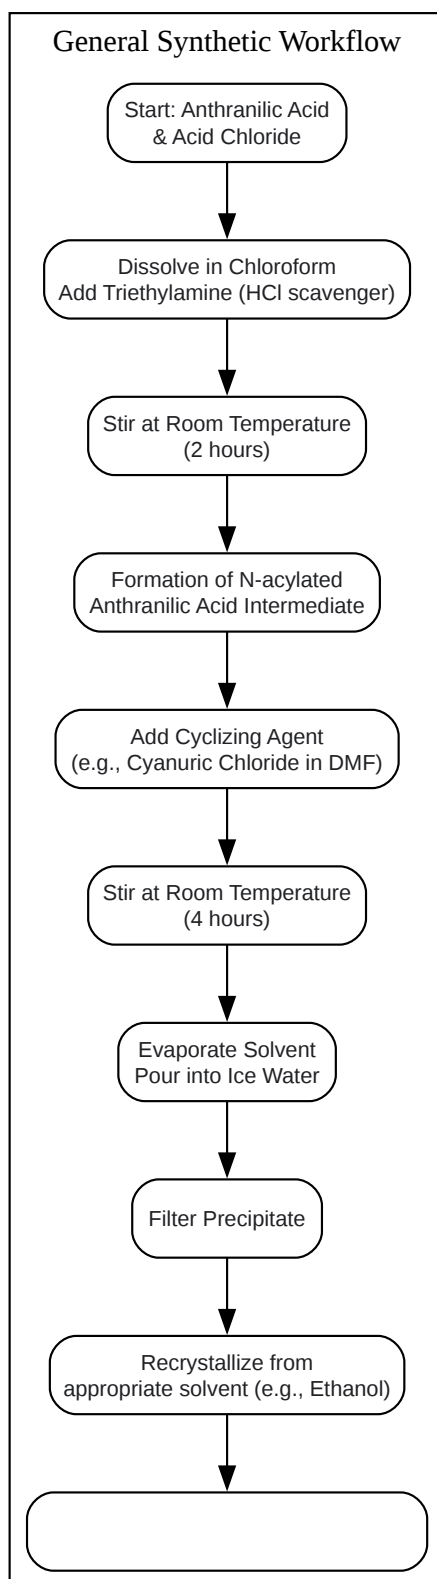 General Synthetic Workflow
Start: Anthranilic Acid
& Acid Chloride
Dissolve in Chloroform
Add Triethylamine (HCl scavenger)
Stir at Room Temperature
(2 hours)
Formation of N-acylated
Anthranilic Acid Intermediate
Add Cyclizing Agent
(e.g., Cyanuric Chloride in DMF)
Stir at Room Temperature
(4 hours)
Evaporate Solvent
Pour into Ice Water
Filter Precipitate
Recrystallize from
appropriate solvent (e.g., Ethanol)